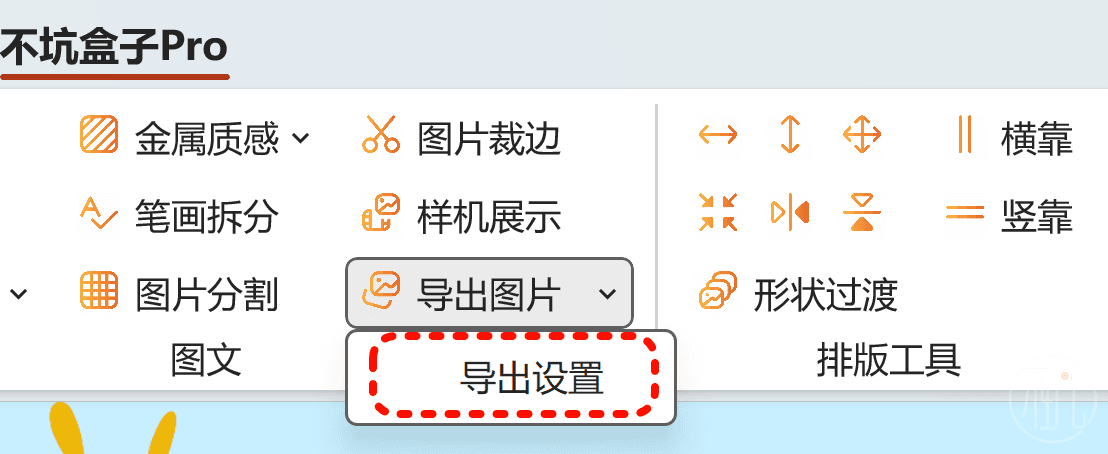 不坑盒子Pro
金属质感 图片裁边 横靠
笔画拆分 样机展示 竖靠
图片分割 导出图片 形状过渡
图文 排版工具
导出设置